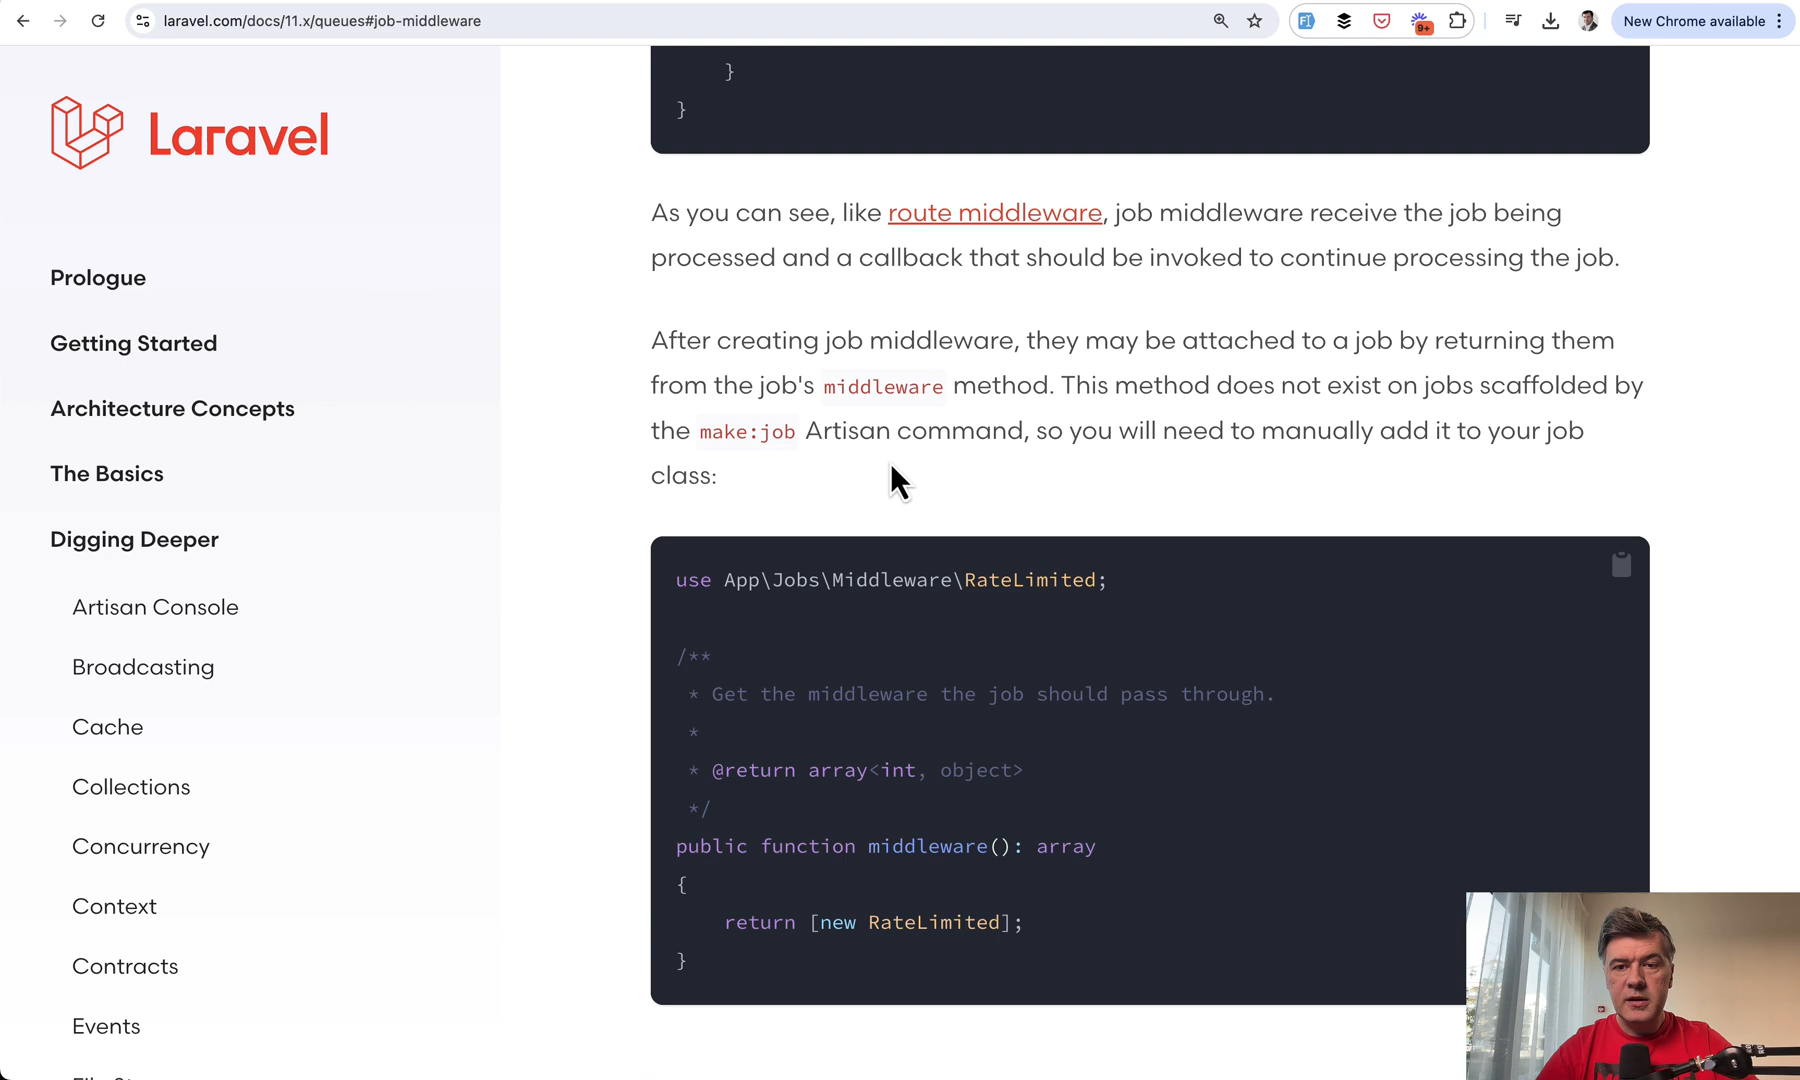 laravel.com/docs/11.x/queues#job-middleware
9+
New Chrome available
Laravel
Prologue
Getting Started
Architecture Concepts
The Basics
Digging Deeper
Artisan Console
Broadcasting
Cache
Collections
Concurrency
Context
Contracts
Events
}
}
As you can see, like route middleware, job middleware receive the job being
processed and a callback that should be invoked to continue processing the job.
After creating job middleware, they may be attached to a job by returning them
from the job's middleware method. This method does not exist on jobs scaffolded by
the make:job Artisan command, so you will need to manually add it to your job
class:
use App\Jobs\Middleware\RateLimited;
/**
* Get the middleware the job should pass through.
*
* @return array<int, object>
*/
public function middleware(): array
{
return [new RateLimited];
}